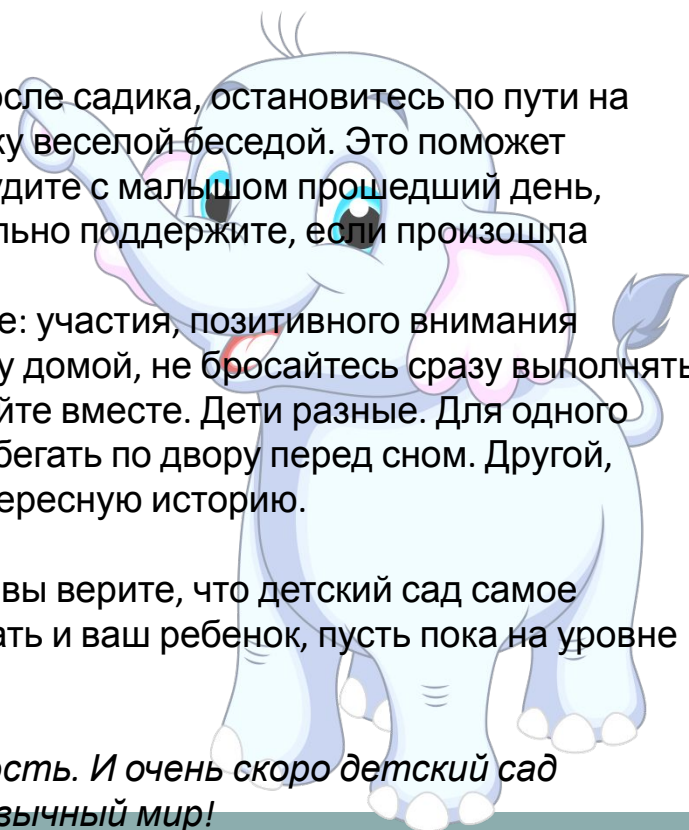 осле садика, остановитесь по пути на
ку веселой беседой. Это поможет
удите с малышом прошедший день,
льно поддержите, если произошла
е: участия, позитивного внимания
у домой, не бросайтесь сразу выполнять
йте вместе. Дети разные. Для одного
бегать по двору перед сном. Другой,
ересную историю.
вы верите, что детский сад самое
ать и ваш ребенок, пусть пока на уровне
ость. И очень скоро детский сад
вычный мир!